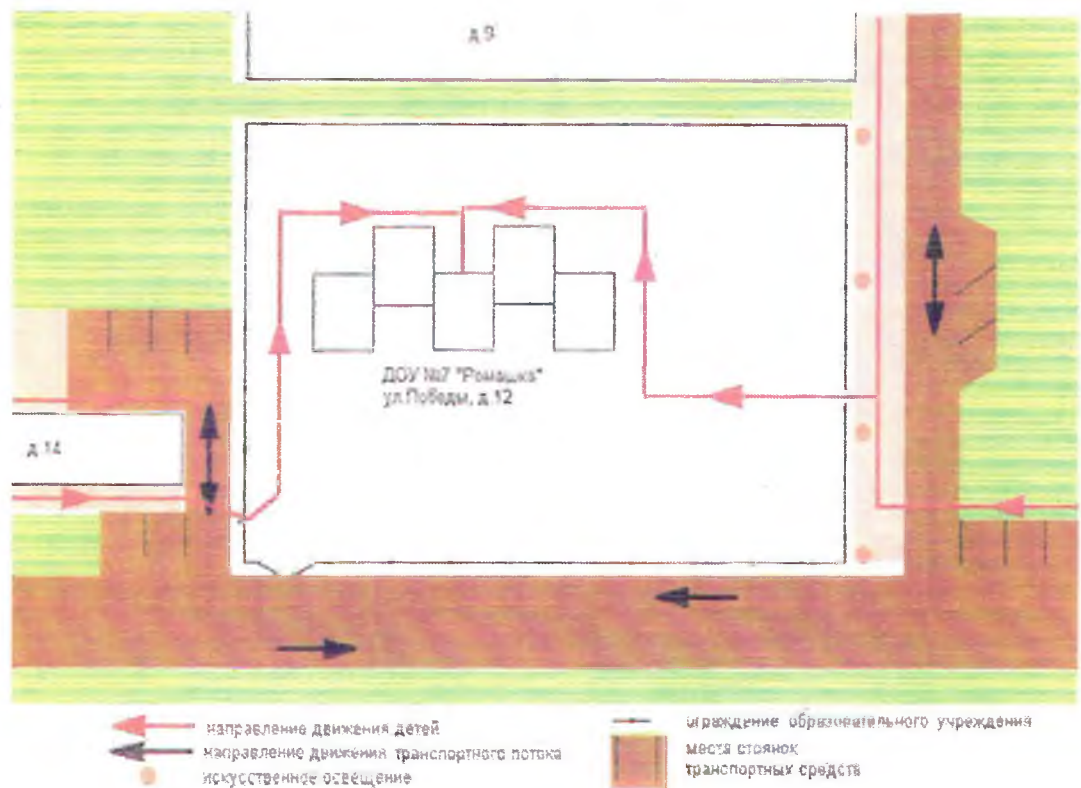 д.9
ДОУ №7 "Ромашка"
ул.Победы, д.12
д.14
направление движения детей
направление движения транспортного потока
искусственное освещение
ограждение образовательного учреждения
места стоянок
транспортных средств